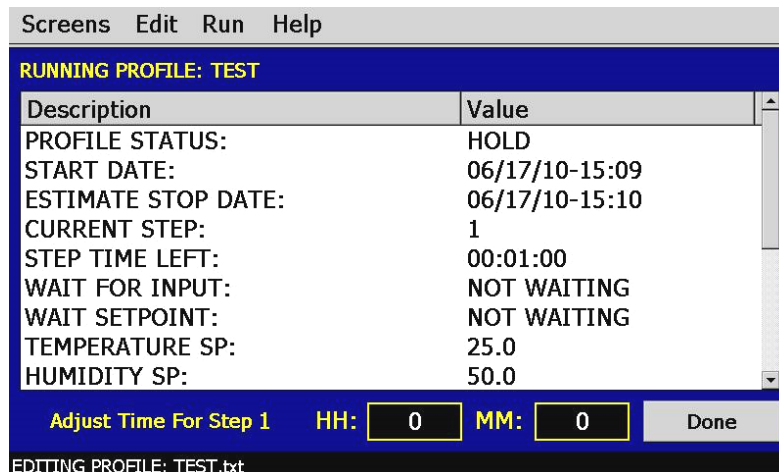 Screens Edit Run Help
RUNNING PROFILE: TEST
Description Value
PROFILE STATUS: HOLD
START DATE: 06/17/10-15:09
ESTIMATE STOP DATE: 06/17/10-15:10
CURRENT STEP: 1
STEP TIME LEFT: 00:01:00
WAIT FOR INPUT: NOT WAITING
WAIT SETPOINT: NOT WAITING
TEMPERATURE SP: 25.0
HUMIDITY SP: 50.0
Adjust Time For Step 1 HH: 0 MM: 0 Done
EDITING PROFILE: TEST.txt